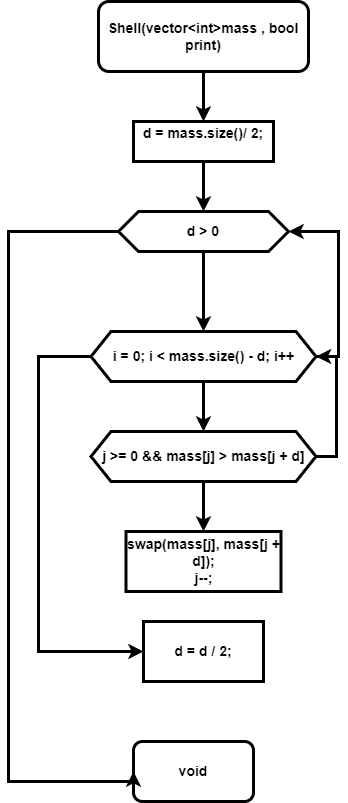 Shell(vector<int>mass , bool
print)
d = mass.size()/ 2;
d > 0
i = 0; i < mass.size() - d; i++
j >= 0 && mass[j] > mass[j + d]
swap(mass[j], mass[j +
d]);
j--;
d = d / 2;
void